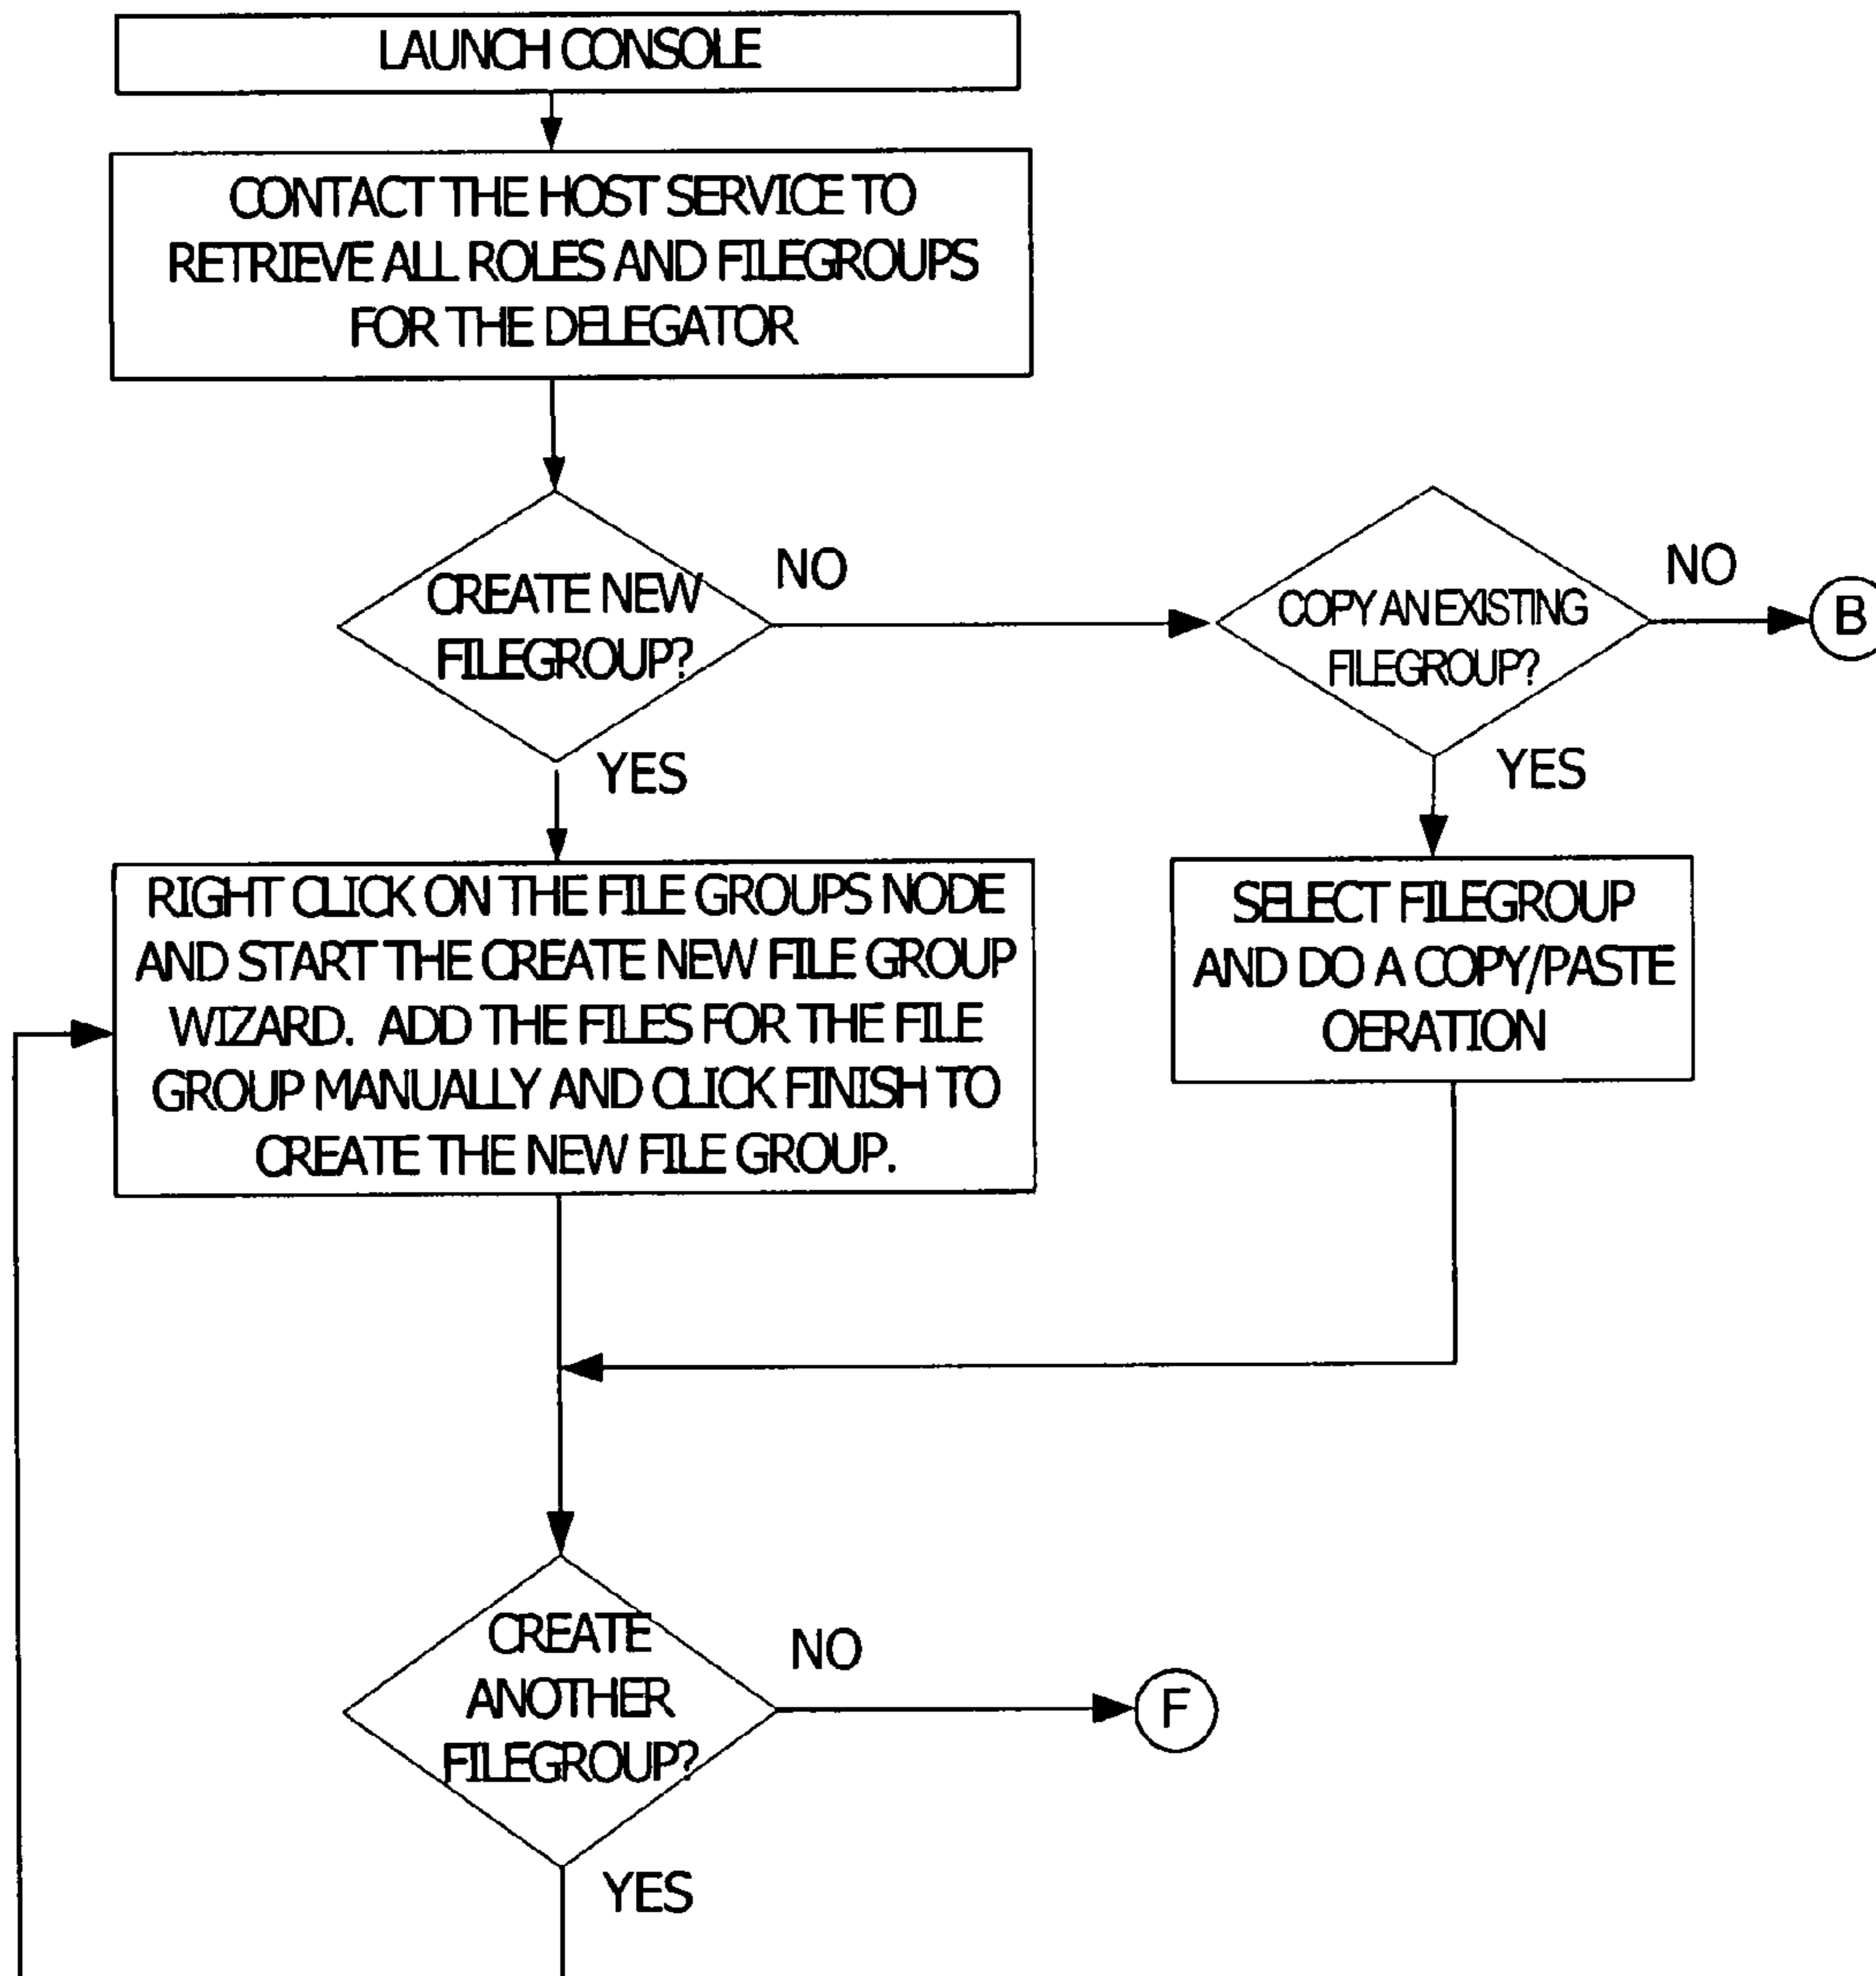 LAUNCH CONSOLE
CONTACT THE HOST SERVICE TO
RETRIEVE ALL ROLES AND FILEGROUPS
FOR THE DELEGATOR
CREATE NEW
FILEGROUP?
NO
COPY AN EXISTING
FILEGROUP?
NO
B
YES
YES
RIGHT CLICK ON THE FILE GROUPS NODE
AND START THE CREATE NEW FILE GROUP
WIZARD. ADD THE FILES FOR THE FILE
GROUP MANUALLY AND CLICK FINISH TO
CREATE THE NEW FILE GROUP.
SELECT FILEGROUP
AND DO A COPY/PASTE
OERATION
CREATE
ANOTHER
FILEGROUP?
NO
F
YES